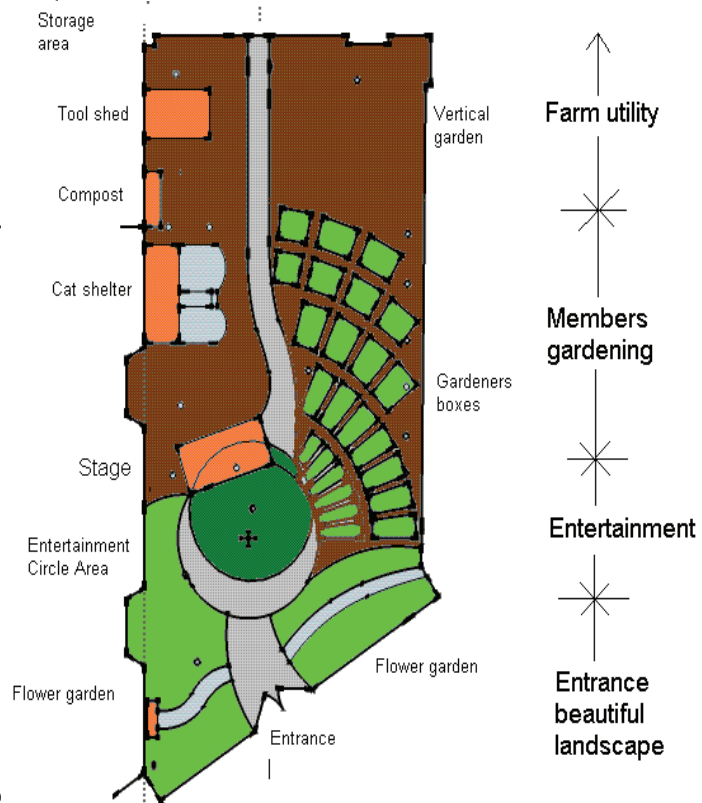 Storage
area
Tool shed
Vertical
garden
Farm utility
Compost
Cat shelter
Members
gardening
Gardeners
boxes
Stage
Entertainment
Entertainment
Circle Area
Flower garden
Flower garden
Entrance
Entrance
beautiful
landscape